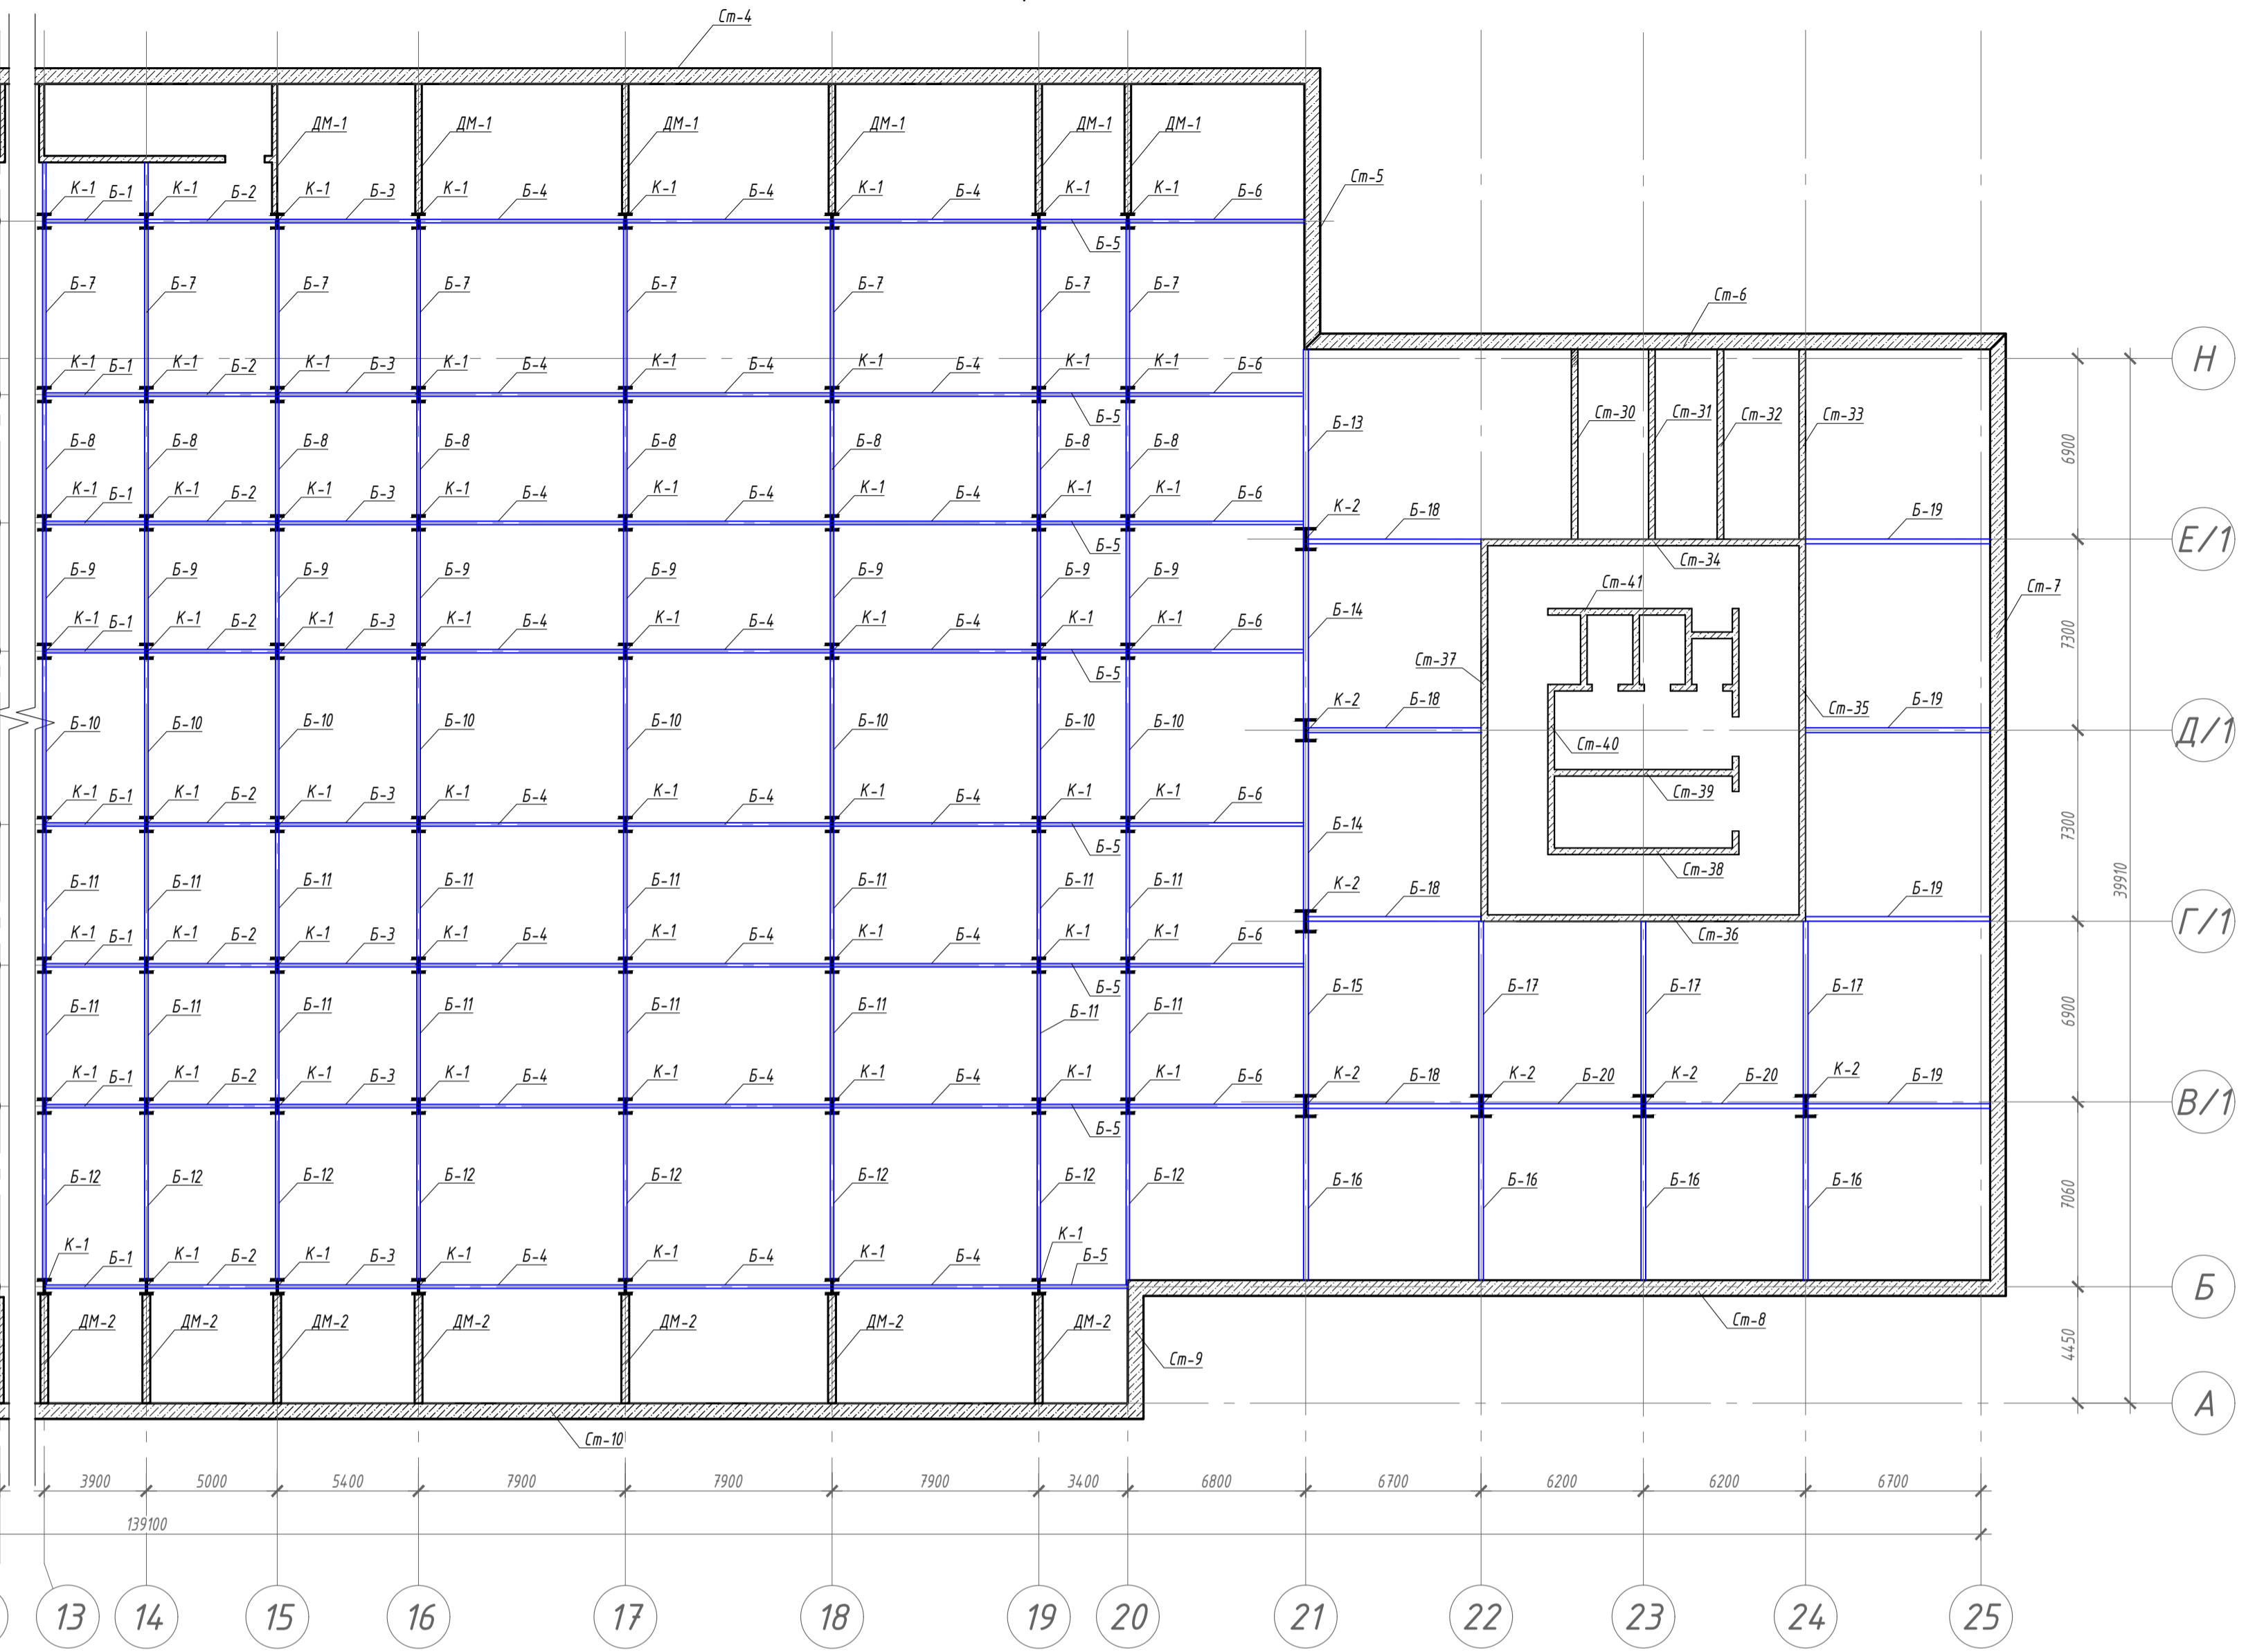 Ст-4
ДМ-1 ДМ-1 ДМ-1 ДМ-1 ДМ-1 ДМ-1
Ст-5
К-1 Б-1 К-1 Б-2 К-1 Б-3 К-1 Б-4 К-1 Б-4 К-1 Б-4 К-1 К-1 Б-6
Б-5
Б-7 Б-7 Б-7 Б-7 Б-7 Б-7 Б-7 Б-7
Ст-6
К-1 Б-1 К-1 Б-2 К-1 Б-3 К-1 Б-4 К-1 Б-4 К-1 Б-4 К-1 К-1 Б-6
Н
Б-5
Ст-30 Ст-31 Ст-32 Ст-33
Б-13
Б-8 Б-8 Б-8 Б-8 Б-8 Б-8 Б-8 Б-8
6900
К-1 Б-1 К-1 Б-2 К-1 Б-3 К-1 Б-4 К-1 Б-4 К-1 Б-4 К-1 К-1 Б-6
К-2 Б-18 Б-19
Е/1
Б-5
Ст-34
Б-9 Б-9 Б-9 Б-9 Б-9 Б-9 Б-9 Б-9
Ст-41
Ст-7
Б-14
7300
К-1 Б-1 К-1 Б-2 К-1 Б-3 К-1 Б-4 К-1 Б-4 К-1 Б-4 К-1 К-1 Б-6
Ст-37
Б-5
К-2 Б-18 Ст-35 Б-19
Б-10 Б-10 Б-10 Б-10 Б-10 Б-10 Б-10 Б-10
Д/1
Ст-40
Ст-39
К-1 Б-1 К-1 Б-2 К-1 Б-3 К-1 Б-4 К-1 Б-4 К-1 Б-4 К-1 К-1 Б-6
Б-14
7300
Б-5
Ст-38
39910
Б-11 Б-11 Б-11 Б-11 Б-11 Б-11 Б-11 Б-11
К-2 Б-18 Б-19
Г/1
Ст-36
К-1 Б-1 К-1 Б-2 К-1 Б-3 К-1 Б-4 К-1 Б-4 К-1 Б-4 К-1 К-1 Б-6
Б-5
Б-15 Б-17 Б-17 Б-17
Б-11 Б-11 Б-11 Б-11 Б-11 Б-11 Б-11 Б-11
6900
К-1 Б-1 К-1 Б-2 К-1 Б-3 К-1 Б-4 К-1 Б-4 К-1 Б-4 К-1 К-1 Б-6 К-2 Б-18 К-2 Б-20 К-2 Б-20 К-2 Б-19
В/1
Б-5
Б-12 Б-12 Б-12 Б-12 Б-12 Б-12 Б-12 Б-12 Б-16 Б-16 Б-16 Б-16
7060
К-1 Б-1 К-1 Б-2 К-1 Б-3 К-1 Б-4 К-1 Б-4 К-1 Б-4 К-1 Б-5
Б
ДМ-2 ДМ-2 ДМ-2 ДМ-2 ДМ-2 ДМ-2 ДМ-2
Ст-8
Ст-9
4450
А
Ст-10
3900 5000 5400 7900 7900 7900 3400 6800 6700 6200 6200 6700
139100
13 14 15 16 17 18 19 20 21 22 23 24 25